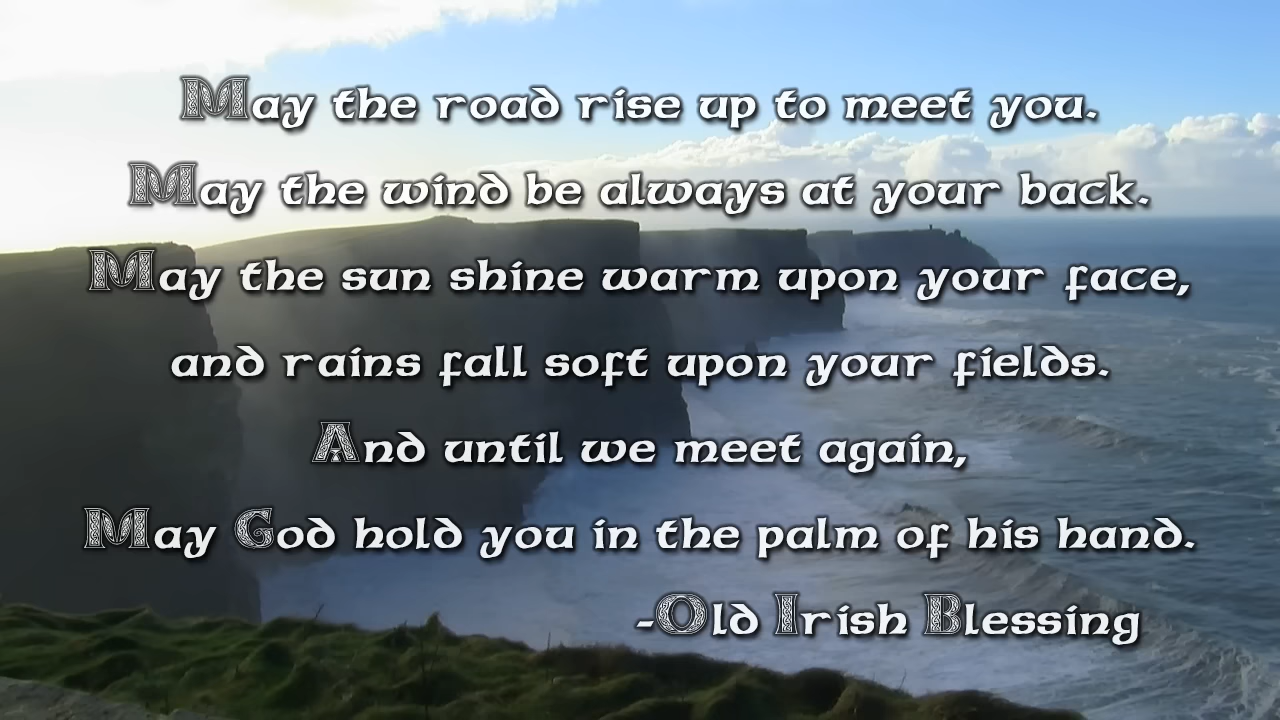 May the road rise up to meet you.
May the wind be always at your back.
May the sun shine warm upon your face,
and rains fall soft upon your fields.
And until we meet again,
May God hold you in the palm of his hand.
-Old Irish Blessing